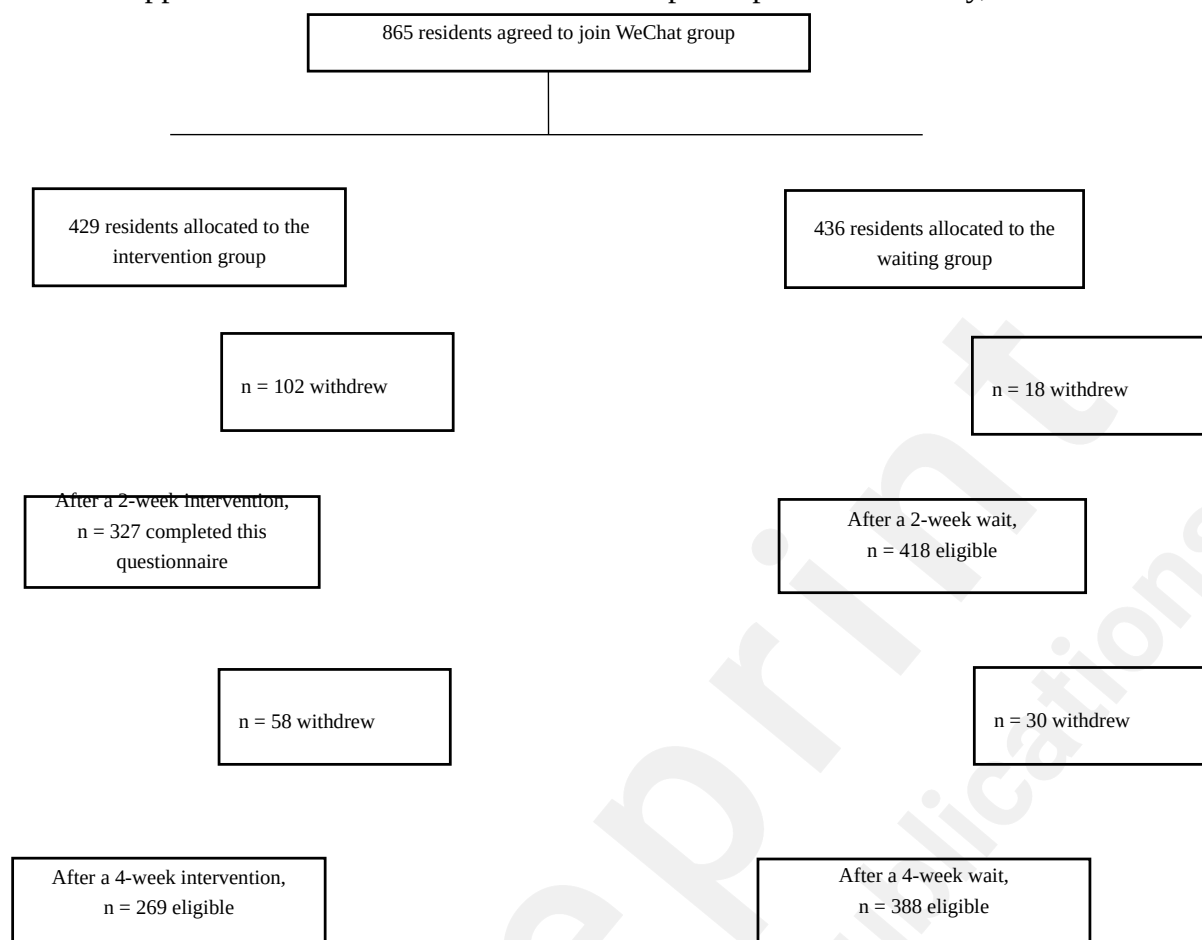 865 residents agreed to join WeChat group
429 residents allocated to the
intervention group
436 residents allocated to the
waiting group
n = 102 withdrew
n = 18 withdrew
After a 2-week intervention,
n = 327 completed this
questionnaire
After a 2-week wait,
n = 418 eligible
n = 58 withdrew
n = 30 withdrew
After a 4-week intervention,
n = 269 eligible
After a 4-week wait,
n = 388 eligible